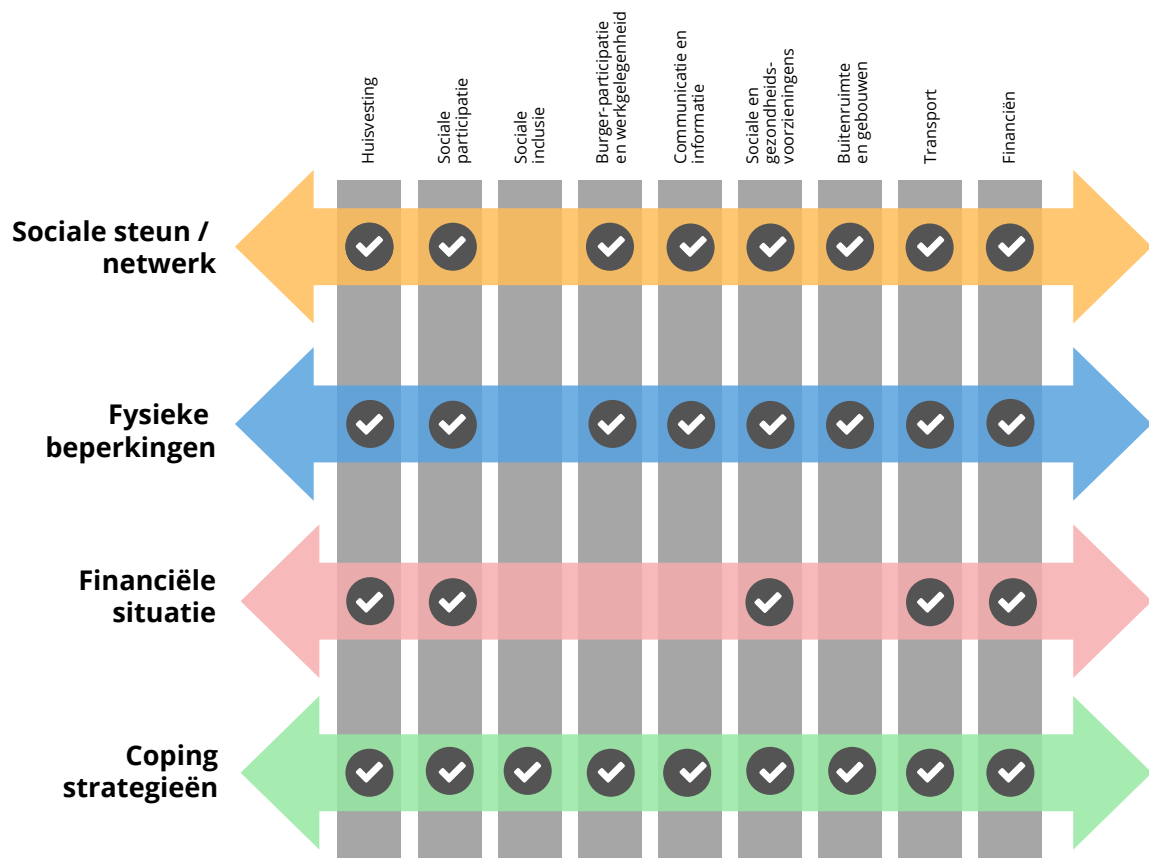 Huisvesting
Sociale
participatie
Sociale
inclusie
Burger-participatie
en werkgelegenheid
Communicatie en
informatie
Sociale en
gezondheids-
voorzieningens
Buitenruimte
en gebouwen
Transport
Financiën
Sociale steun /
netwerk
Fysieke
beperkingen
Financiële
situatie
Coping
strategieën